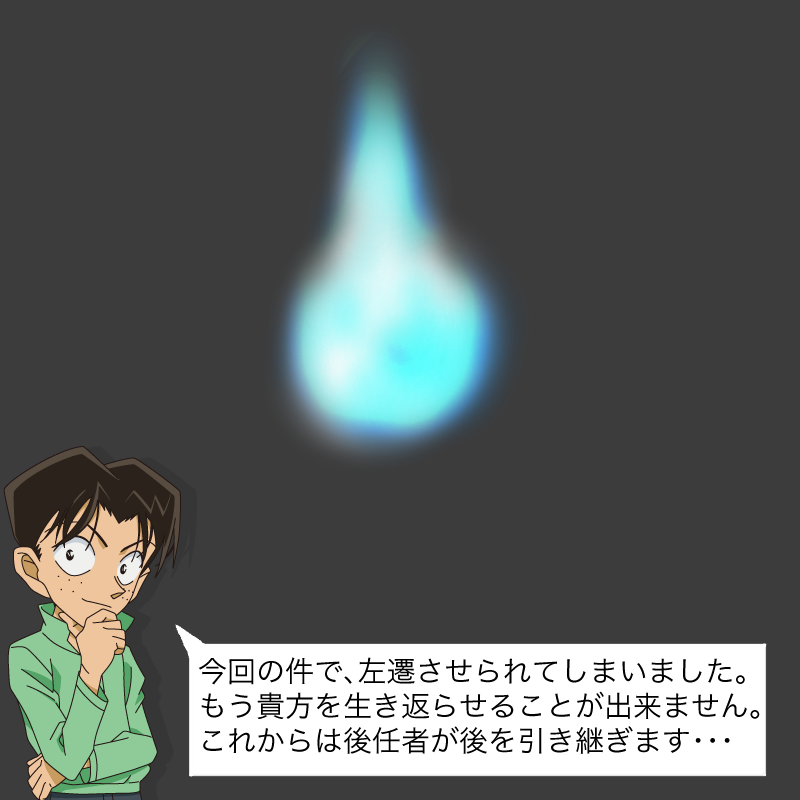 今回の件で、左遷させられてしまいました。
もう貴方を生き返らせることが出来ません。
これからは後任者が後を引き継ぎます･･･